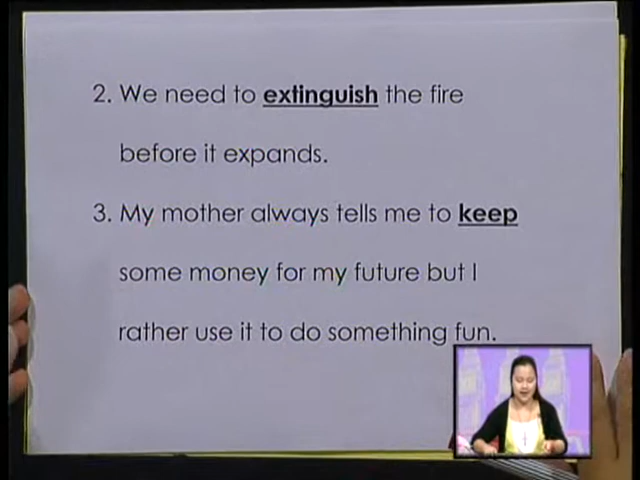 2. We need to extinguish the fire
before it expands.
3. My mother always tells me to keep
some money for my future but I
rather use it to do something fun.